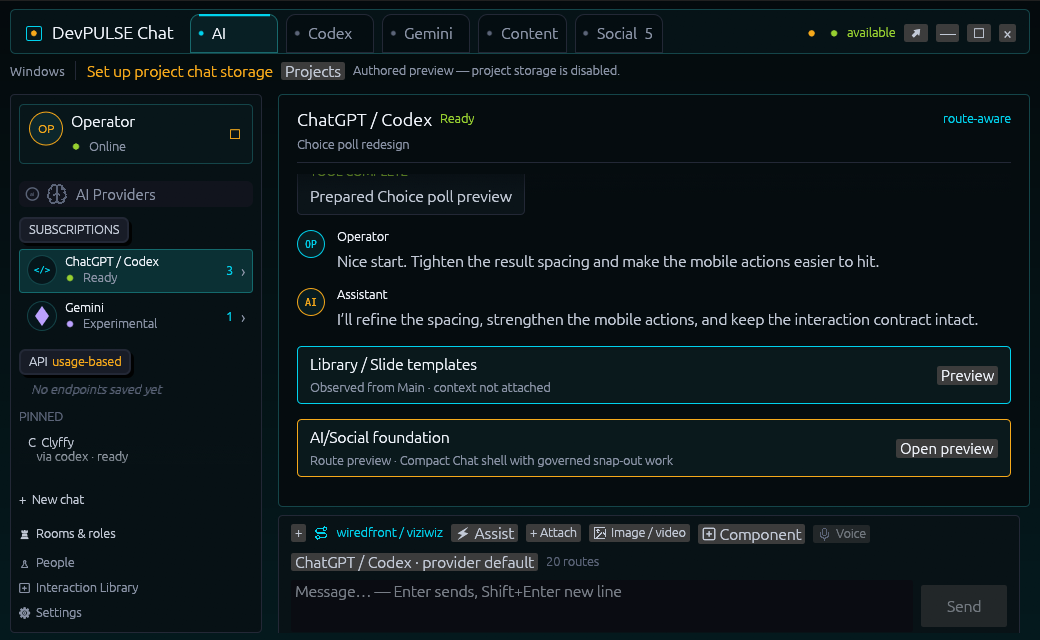 DevPULSE Chat
AI
Codex
Gemini
Content
Social 5
available
x
Windows
Set up project chat storage
Projects
Authored preview — project storage is disabled.
OP
Operator
Online
AI Providers
SUBSCRIPTIONS
</>
ChatGPT / Codex
Ready
3 ›
Gemini
Experimental
1 ›
API usage-based
No endpoints saved yet
PINNED
C Clyffy
via codex · ready
+ New chat
Rooms & roles
People
Interaction Library
Settings
ChatGPT / Codex Ready
route-aware
Choice poll redesign
TOOL COMPLETE
Prepared Choice poll preview
OP
Operator
Nice start. Tighten the result spacing and make the mobile actions easier to hit.
AI
Assistant
I'll refine the spacing, strengthen the mobile actions, and keep the interaction contract intact.
Library / Slide templates
Observed from Main · context not attached
Preview
AI/Social foundation
Route preview · Compact Chat shell with governed snap-out work
Open preview
+ wiredfront / viziwiz Assist + Attach Image / video Component Voice
ChatGPT / Codex · provider default 20 routes
Message… — Enter sends, Shift+Enter new line
Send